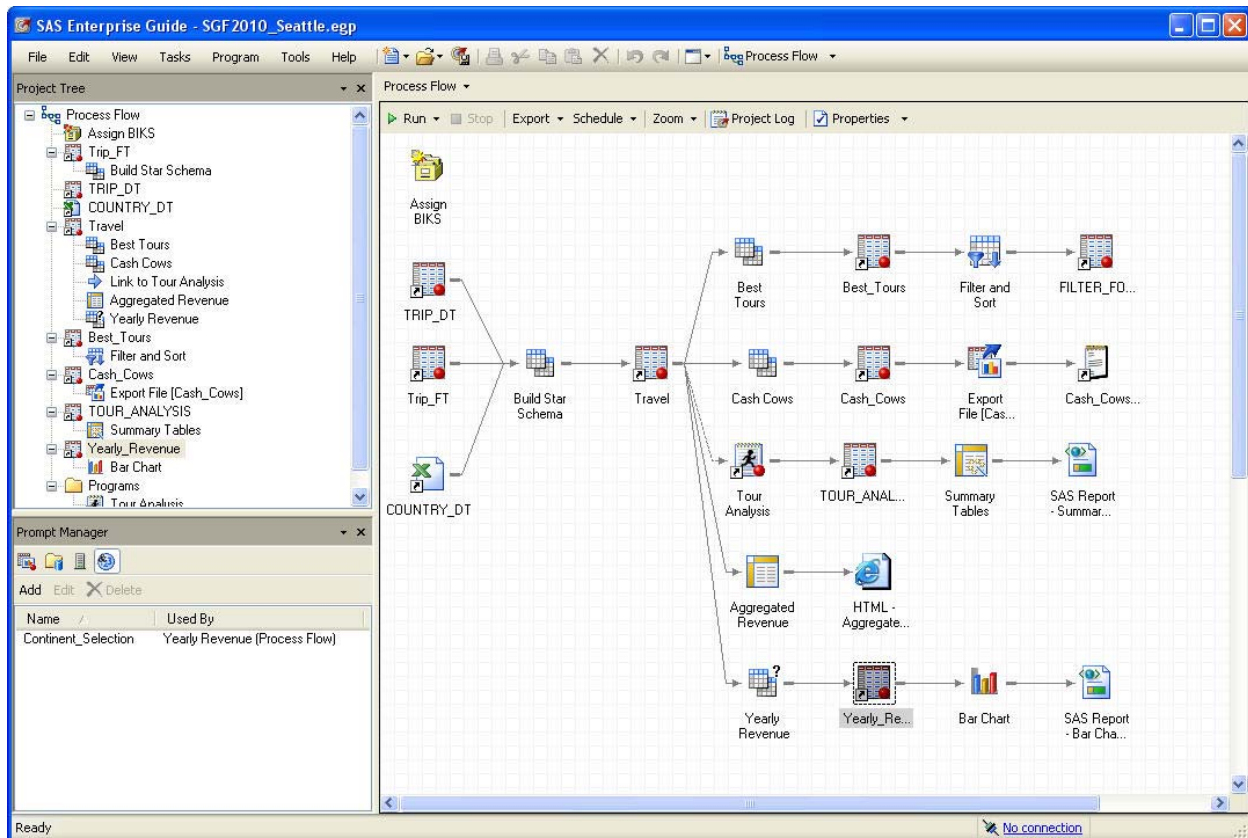 SAS Enterprise Guide - SGF2010_Seattle.egp
File Edit View Tasks Program Tools Help Process Flow
Project Tree
Process Flow
Assign BIKS
Trip_FT
Build Star Schema
TRIP_DT
COUNTRY_DT
Travel
Best Tours
Cash Cows
Link to Tour Analysis
Aggregated Revenue
Yearly Revenue
Best_Tours
Filter and Sort
Cash_Cows
Export File [Cash_Cows]
TOUR_ANALYSIS
Summary Tables
Yearly_Revenue
Bar Chart
Programs
Tour Analysis
Prompt Manager
Add Edit Delete
Name Used By
Continent_Selection Yearly Revenue (Process Flow)
Process Flow
Run Stop Export Schedule Zoom Project Log Properties
Assign
BIKS
TRIP_DT
Best
Tours
Best_Tours
Filter and
Sort
FILTER_FO...
Trip_FT
Build Star
Schema
Travel
Cash Cows
Cash_Cows
Export
File [Cas...
Cash_Cows...
COUNTRY_DT
Tour
Analysis
TOUR_ANAL...
Summary
Tables
SAS Report
- Summar...
Aggregated
Revenue
HTML -
Aggregate...
?
Yearly
Revenue
Yearly_Re...
Bar Chart
SAS Report
- Bar Cha...
Ready
No connection